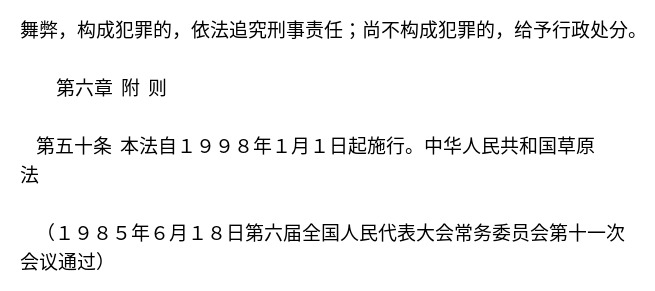 舞弊，构成犯罪的，依法追究刑事责任；尚不构成犯罪的，给予行政处分。
第六章 附 则
第五十条 本法自１９９８年１月１日起施行。中华人民共和国草原
法
（１９８５年６月１８日第六届全国人民代表大会常务委员会第十一次
会议通过）